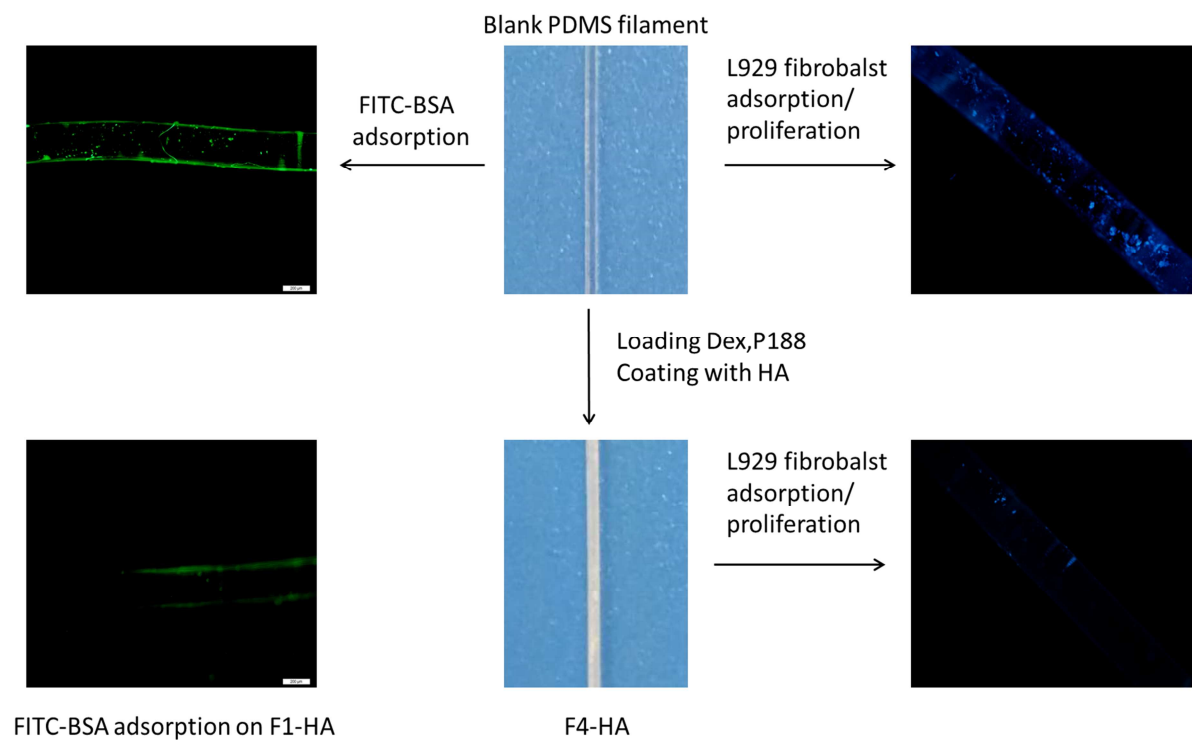 Blank PDMS filament
FITC-BSA
adsorption
L929 fibrobalst
adsorption/
proliferation
Loading Dex,P188
Coating with HA
L929 fibrobalst
adsorption/
proliferation
FITC-BSA adsorption on F1-HA
F4-HA